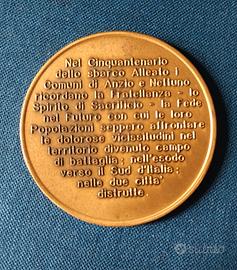 Nel Cinquantenario
dello sbarco Alleato i
Comuni di Anzio e Nettuno
ricordano la Fratellanza - lo
Spirito di Sacrificio - la Fede
nel Futuro con cui le loro
Popolazioni seppero affrontare
le dolorose vicissitudini nel
territorio divenuto campo
di battaglia; nell'esodo
verso il Sud d'Italia;
nelle due città
distrutte.
subito